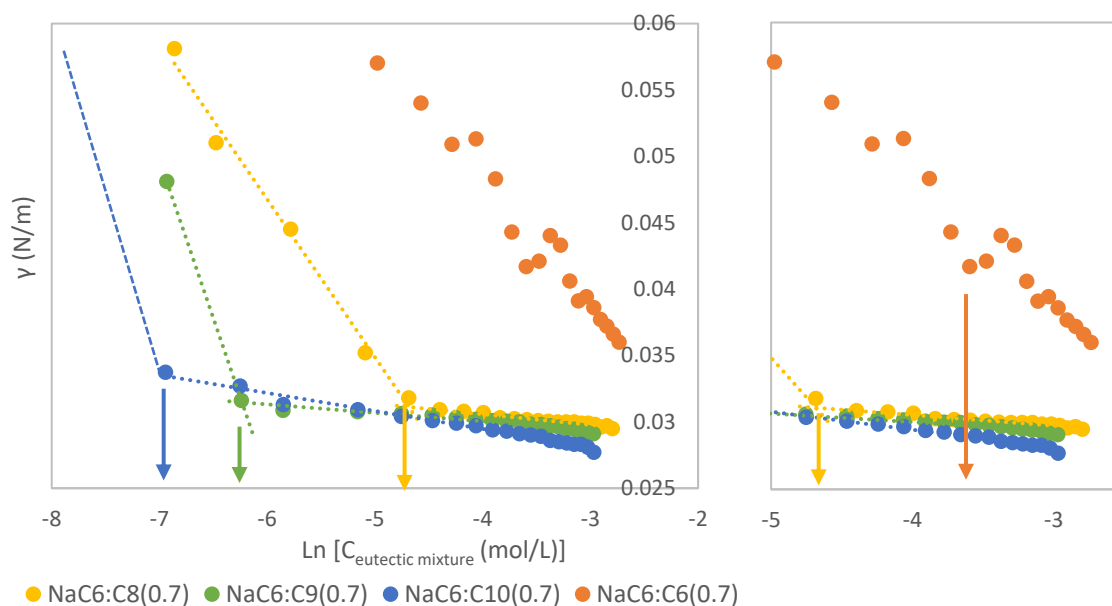 0.06
0.055
0.05
0.045
0.04
0.035
0.03
0.025
γ (N/m)
-8 -7 -6 -5 -4 -3 -2
-5 -4 -3
Ln [Ceutectic mixture (mol/L)]
NaC6:C8(0.7) NaC6:C9(0.7) NaC6:C10(0.7) NaC6:C6(0.7)